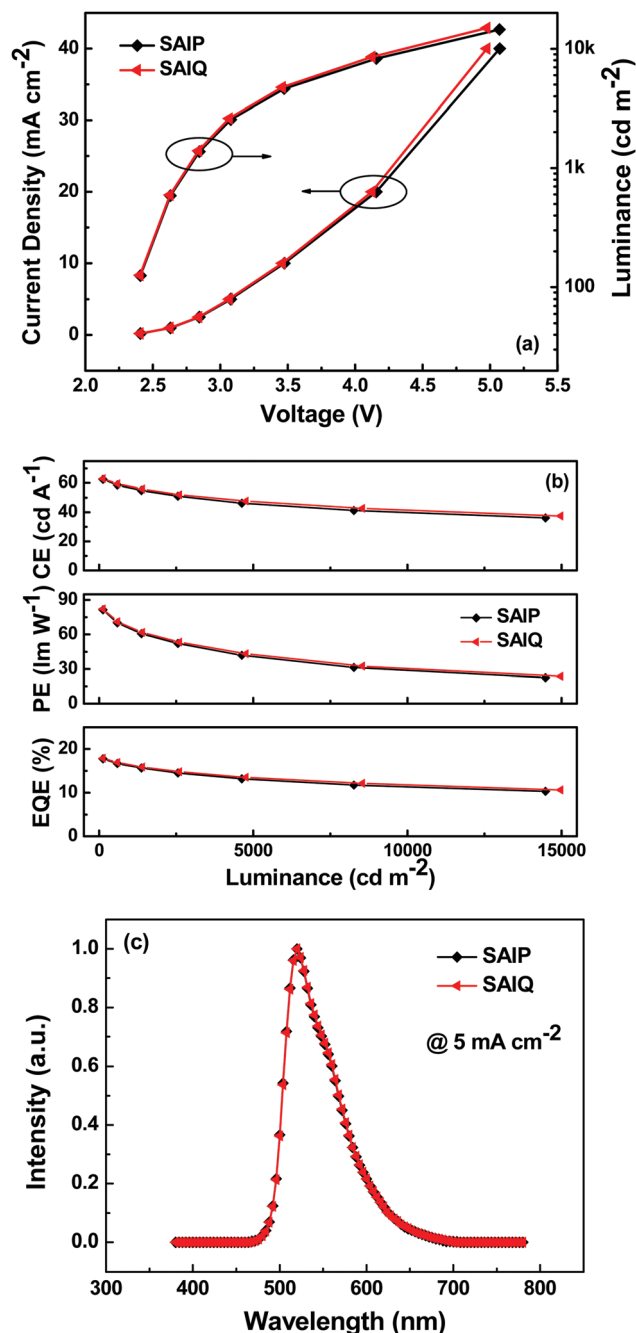 SAIP
SAIQ
Current Density (mA cm-2)
40
30
20
10
0
Luminance (cd m-2)
10k
1k
100
(a)
2.0 2.5 3.0 3.5 4.0 4.5 5.0 5.5
Voltage (V)
(b)
CE (cd A-1)
60
40
20
0
PE (lm W-1)
90
60
30
0
SAIP
SAIQ
EQE (%)
20
10
0
0 5000 10000 15000
Luminance (cd m-2)
(c)
SAIP
SAIQ
@ 5 mA cm-2
Intensity (a.u.)
1.0
0.8
0.6
0.4
0.2
0.0
300 400 500 600 700 800
Wavelength (nm)